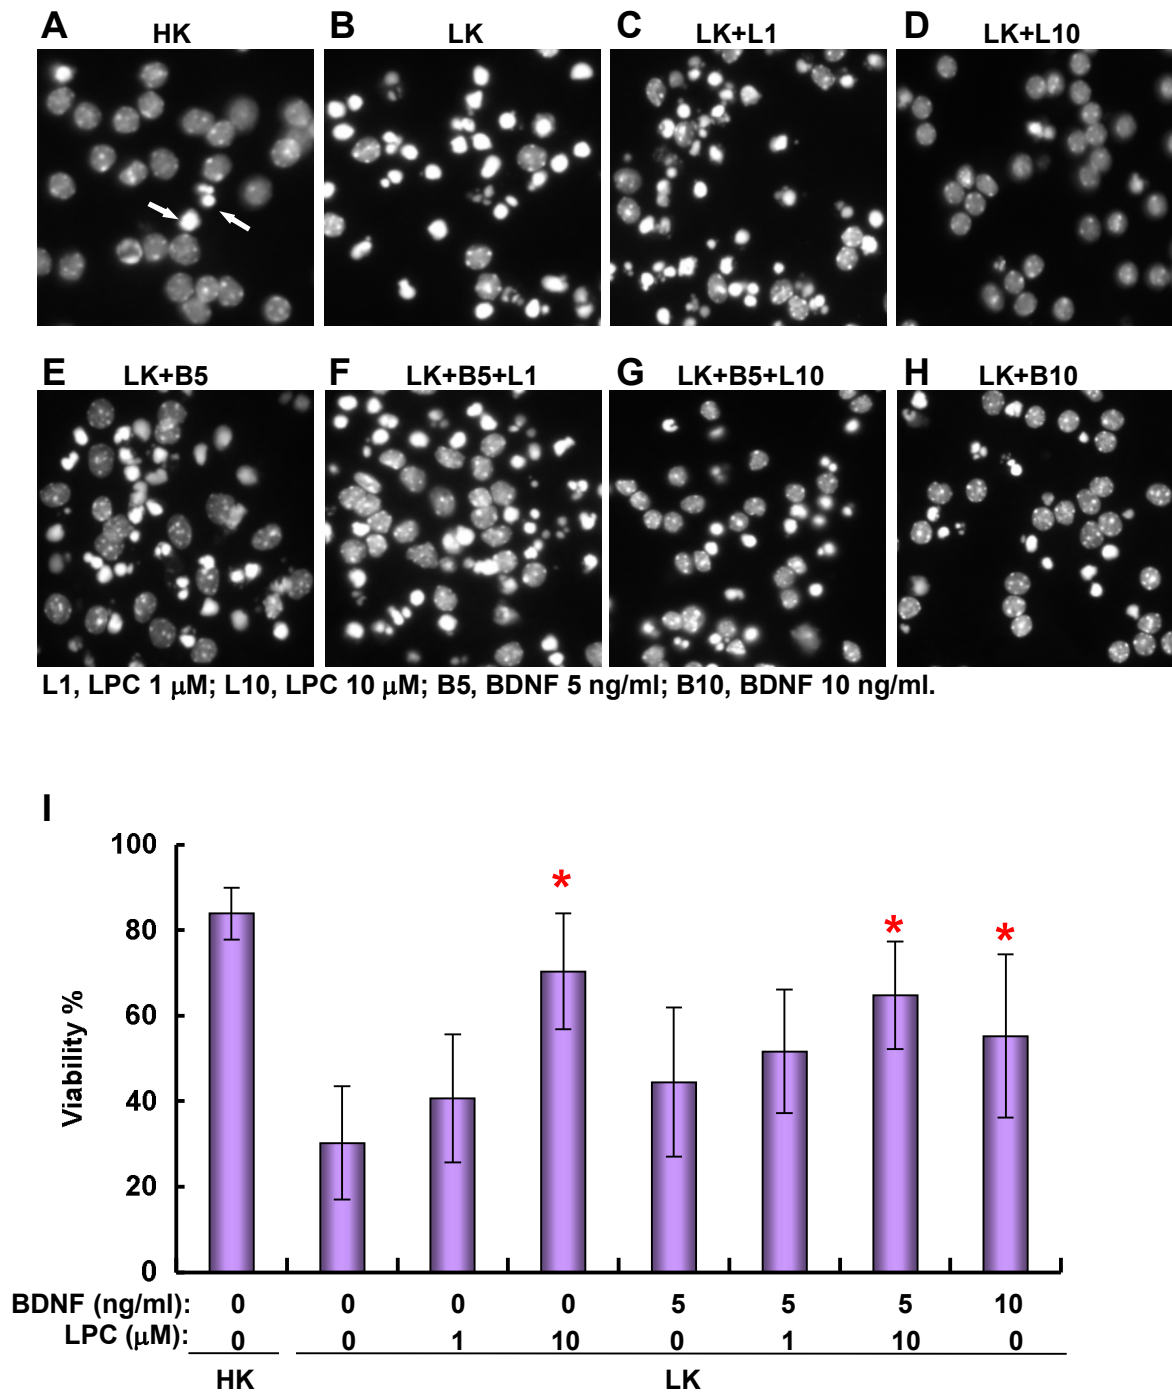 A HK
B LK
C LK+L1
D LK+L10
E LK+B5
F LK+B5+L1
G LK+B5+L10
H LK+B10
L1, LPC 1 μM; L10, LPC 10 μM; B5, BDNF 5 ng/ml; B10, BDNF 10 ng/ml.
I
100
80
60
40
20
0
Viability %
* * *
BDNF (ng/ml): 0 0 0 0 5 5 5 10
LPC (μM): 0 0 1 10 0 1 10 0
HK LK